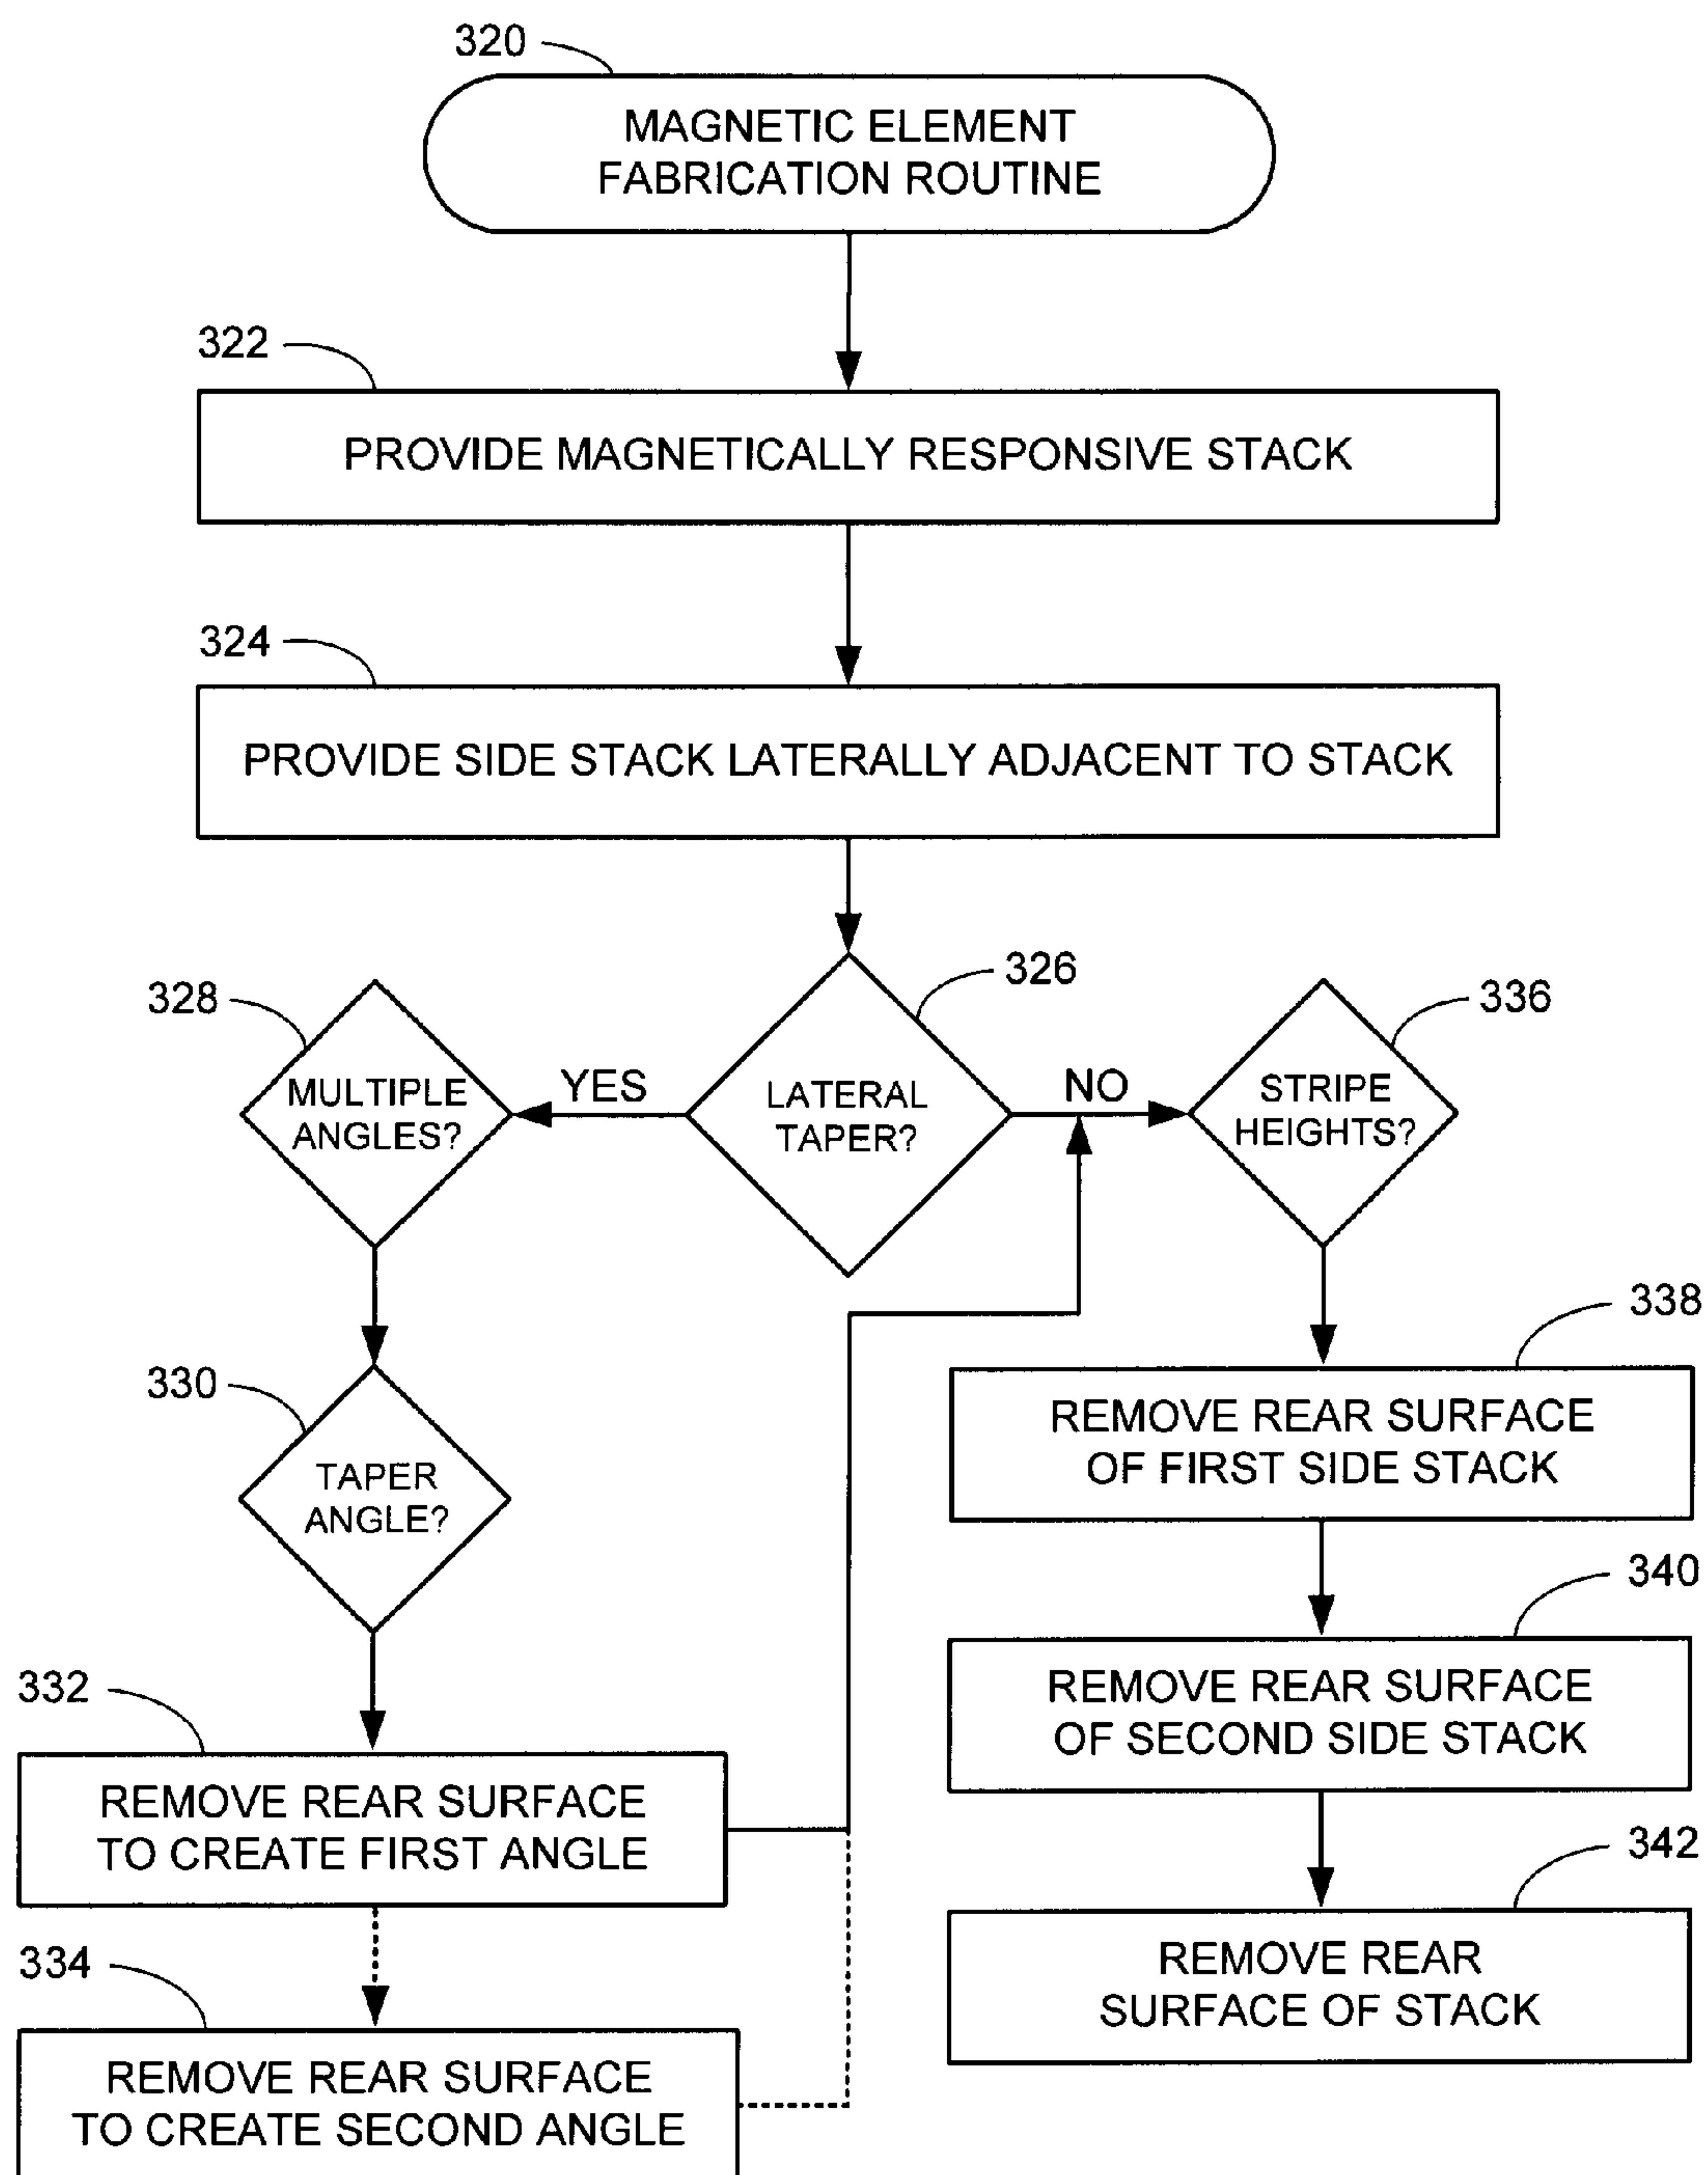 320
MAGNETIC ELEMENT
FABRICATION ROUTINE
322
PROVIDE MAGNETICALLY RESPONSIVE STACK
324
PROVIDE SIDE STACK LATERALLY ADJACENT TO STACK
326
LATERAL
TAPER?
YES
NO
328
MULTIPLE
ANGLES?
330
TAPER
ANGLE?
332
REMOVE REAR SURFACE
TO CREATE FIRST ANGLE
334
REMOVE REAR SURFACE
TO CREATE SECOND ANGLE
336
STRIPE
HEIGHTS?
338
REMOVE REAR SURFACE
OF FIRST SIDE STACK
340
REMOVE REAR SURFACE
OF SECOND SIDE STACK
342
REMOVE REAR
SURFACE OF STACK